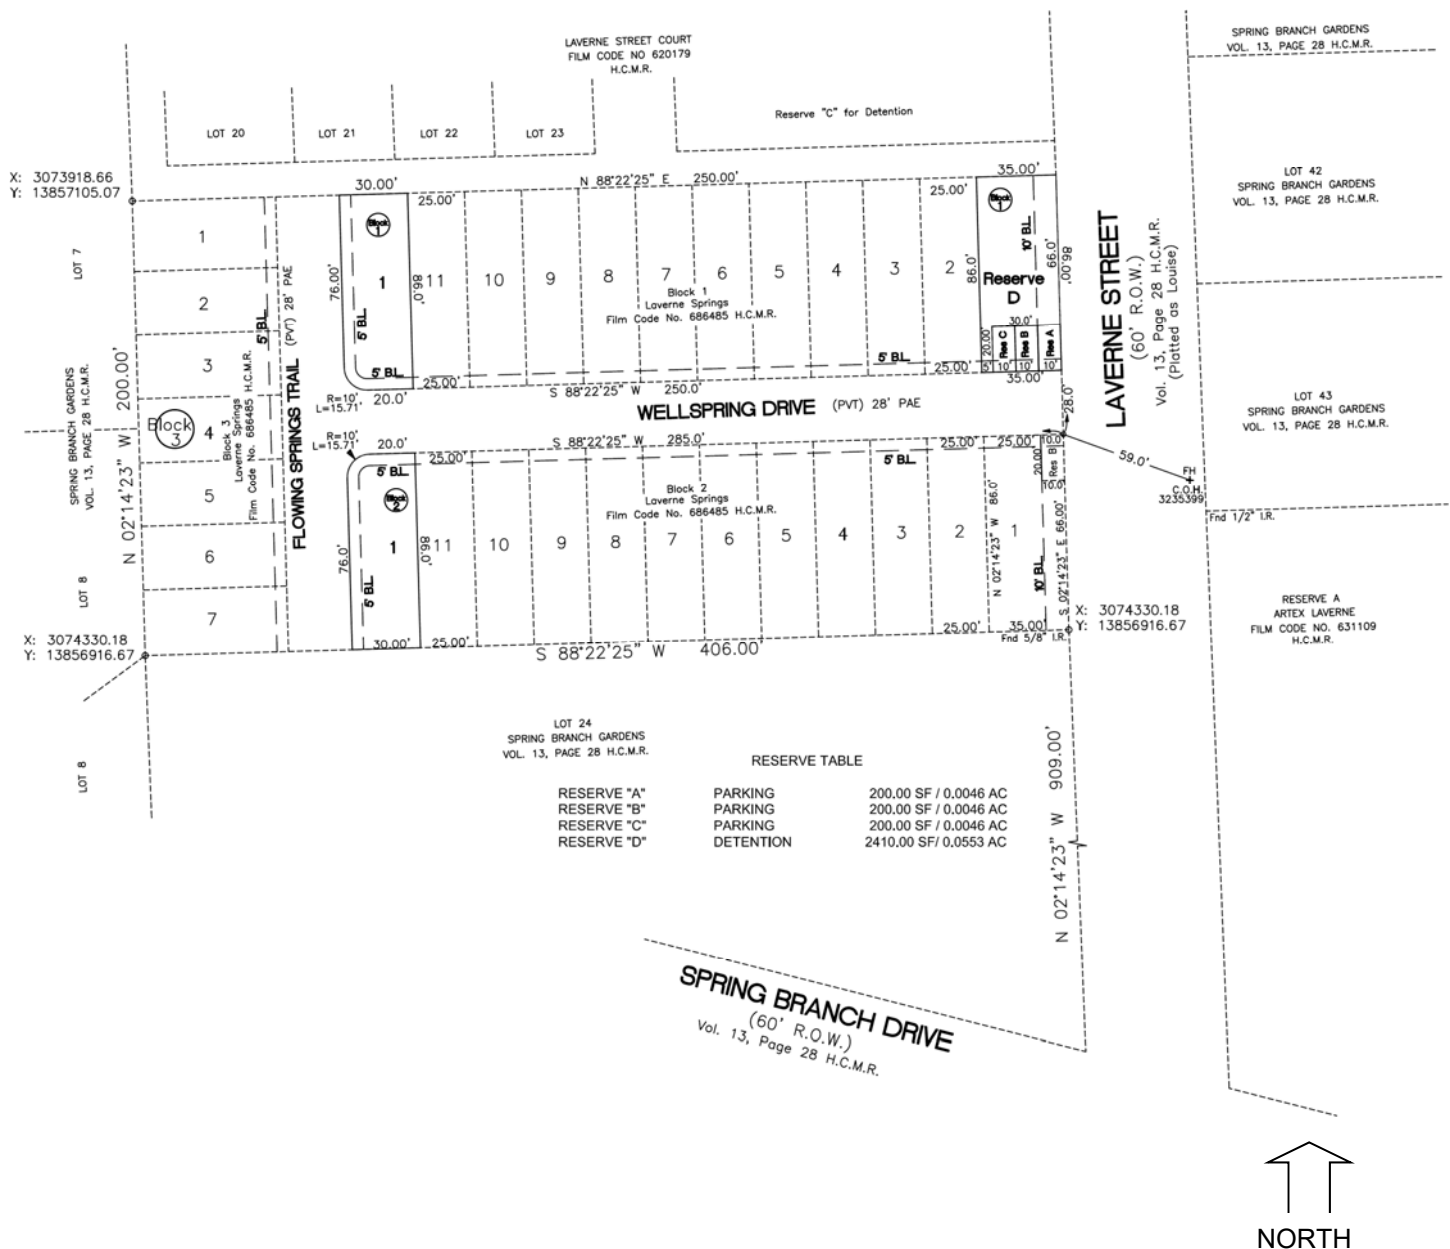 LAVERNE STREET COURT
FILM CODE NO 620179
H.C.M.R.
SPRING BRANCH GARDENS
VOL. 13, PAGE 28 H.C.M.R.
LOT 20
LOT 21
LOT 22
LOT 23
Reserve "C" for Detention
LOT 42
SPRING BRANCH GARDENS
VOL. 13, PAGE 28 H.C.M.R.
X: 3073918.66
Y: 13857105.07
30.00'
N 88°22'25" E 250.00'
35.00'
25.00'
25.00'
Block
1
Block
1
LOT 7
1
2
3
4
5
6
7
5' B.L.
(PVT) 28' PAE
FLOWING SPRINGS TRAIL
76.00'
1
86.0'
5' B.L.
5' B.L.
11
10
9
8
7
6
5
4
3
2
Block 1
Laverne Springs
Film Code No. 686485 H.C.M.R.
86.0'
10' B.L.
66.0'
86.00'
Reserve
D
30.0'
20.00'
Res C
Res B
Res A
5'
10'
10'
10'
LAVERNE STREET
(60' R.O.W.)
Vol. 13, Page 28 H.C.M.R.
(Platted as Louise)
5' B.L.
25.00'
25.00'
35.00'
R=10'
L=15.71'
20.0'
S 88°22'25" W 250.0'
WELLSPRING DRIVE (PVT) 28' PAE
28.0'
SPRING BRANCH GARDENS
VOL. 13, PAGE 28 H.C.M.R.
N 02°14'23" W 200.00'
Block
3
Block 3
Laverne Springs
Film Code No. 686485 H.C.M.R.
LOT 43
SPRING BRANCH GARDENS
VOL. 13, PAGE 28 H.C.M.R.
R=10'
L=15.71'
20.0'
S 88°22'25" W 285.0'
25.00'
25.00'
25.00'
10.0'
5' B.L.
5' B.L.
20.00'
Res B
10.0'
59.0'
FH
C.O.H.
3235399
Fnd 1/2" I.R.
Block
2
Block 2
Laverne Springs
Film Code No. 686485 H.C.M.R.
76.0'
1
86.0'
5' B.L.
11
10
9
8
7
6
5
4
3
2
1
N 02°14'23" W 86.0'
10' B.L.
S 02°14'23" E 66.00'
LOT 8
X: 3074330.18
Y: 13856916.67
30.00'
25.00'
25.00'
35.00'
Fnd 5/8" I.R.
X: 3074330.18
Y: 13856916.67
S 88°22'25" W 406.00'
RESERVE A
ARTEX LAVERNE
FILM CODE NO. 631109
H.C.M.R.
LOT 8
LOT 24
SPRING BRANCH GARDENS
VOL. 13, PAGE 28 H.C.M.R.
N 02°14'23" W 909.00'
RESERVE TABLE
RESERVE "A" PARKING 200.00 SF / 0.0046 AC
RESERVE "B" PARKING 200.00 SF / 0.0046 AC
RESERVE "C" PARKING 200.00 SF / 0.0046 AC
RESERVE "D" DETENTION 2410.00 SF/ 0.0553 AC
SPRING BRANCH DRIVE
(60' R.O.W.)
Vol. 13, Page 28 H.C.M.R.
NORTH